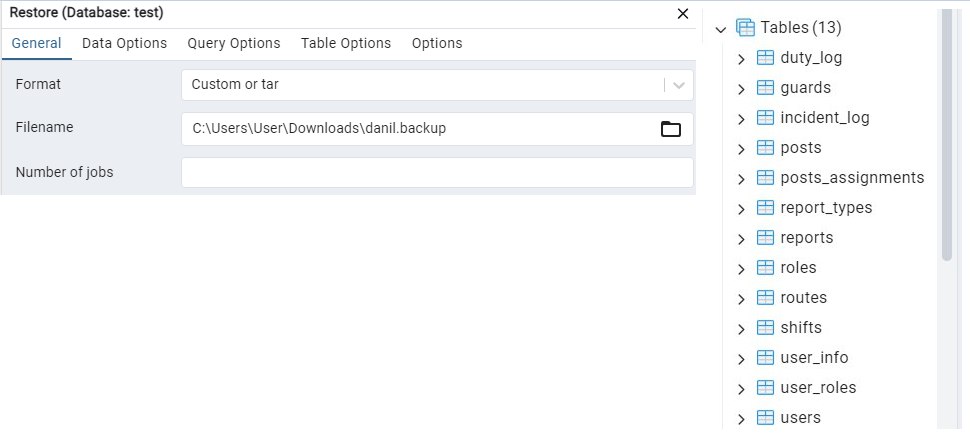 Restore (Database: test)
General Data Options Query Options Table Options Options
Format Custom or tar
Filename C:\Users\User\Downloads\danil.backup
Number of jobs
Tables (13)
duty_log
guards
incident_log
posts
posts_assignments
report_types
reports
roles
routes
shifts
user_info
user_roles
users